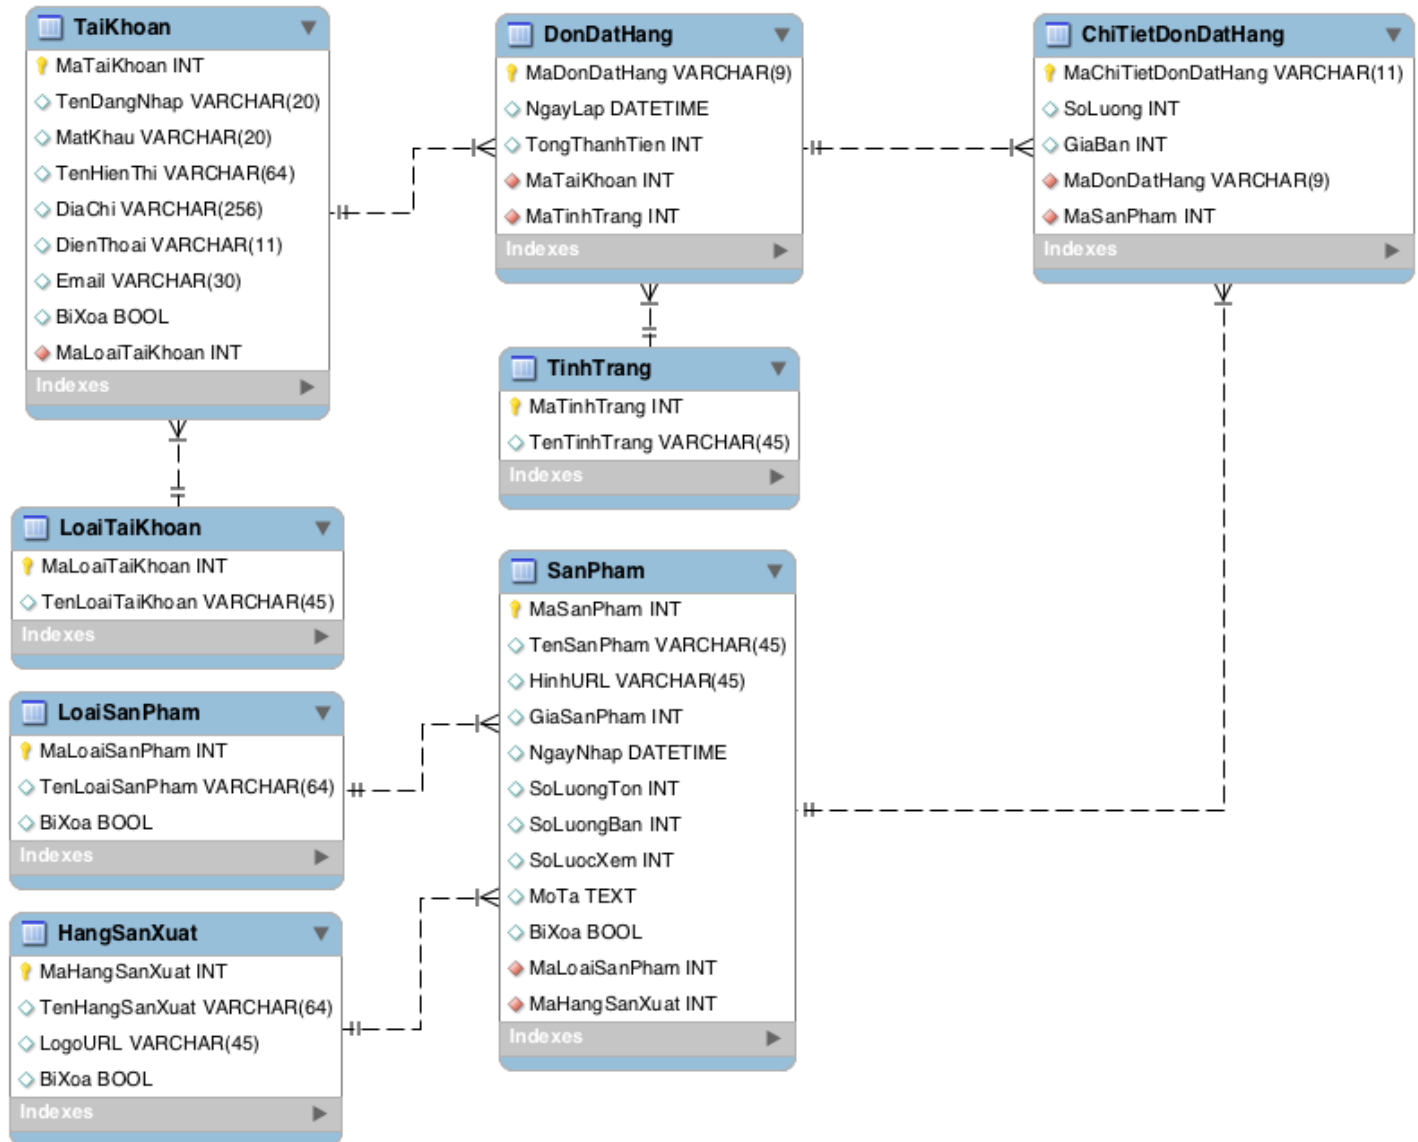 TaiKhoan
MaTaiKhoan INT
TenDangNhap VARCHAR(20)
MatKhau VARCHAR(20)
TenHienThi VARCHAR(64)
DiaChi VARCHAR(256)
DienThoai VARCHAR(11)
Email VARCHAR(30)
BiXoa BOOL
MaLoaiTaiKhoan INT
Indexes
DonDatHang
MaDonDatHang VARCHAR(9)
NgayLap DATETIME
TongThanhTien INT
MaTaiKhoan INT
MaTinhTrang INT
Indexes
ChiTietDonDatHang
MaChiTietDonDatHang VARCHAR(11)
SoLuong INT
GiaBan INT
MaDonDatHang VARCHAR(9)
MaSanPham INT
Indexes
TinhTrang
MaTinhTrang INT
TenTinhTrang VARCHAR(45)
Indexes
LoaiTaiKhoan
MaLoaiTaiKhoan INT
TenLoaiTaiKhoan VARCHAR(45)
Indexes
SanPham
MaSanPham INT
TenSanPham VARCHAR(45)
HinhURL VARCHAR(45)
GiaSanPham INT
NgayNhap DATETIME
SoLuongTon INT
SoLuongBan INT
SoLuocXem INT
MoTa TEXT
BiXoa BOOL
MaLoaiSanPham INT
MaHangSanXuat INT
Indexes
LoaiSanPham
MaLoaiSanPham INT
TenLoaiSanPham VARCHAR(64)
BiXoa BOOL
Indexes
HangSanXuat
MaHangSanXuat INT
TenHangSanXuat VARCHAR(64)
LogoURL VARCHAR(45)
BiXoa BOOL
Indexes